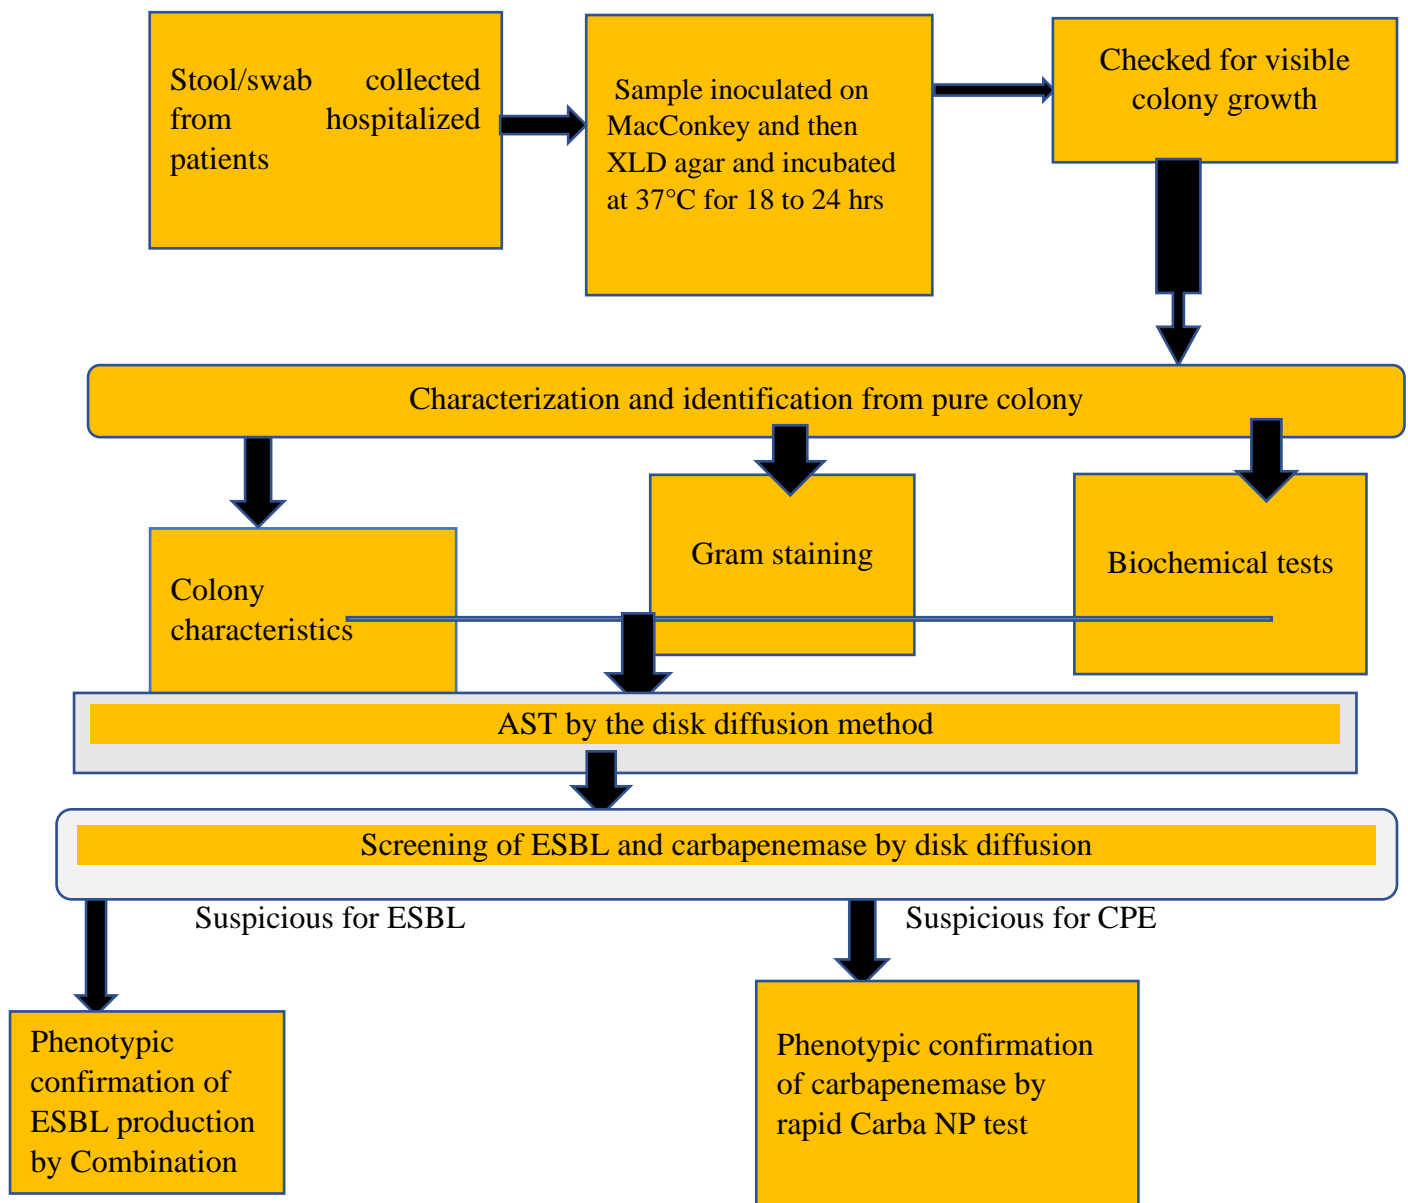 Stool/swab collected
from hospitalized
patients
Sample inoculated on
MacConkey and then
XLD agar and incubated
at 37°C for 18 to 24 hrs
Checked for visible
colony growth
Characterization and identification from pure colony
Colony
characteristics
Gram staining
Biochemical tests
AST by the disk diffusion method
Screening of ESBL and carbapenemase by disk diffusion
Suspicious for ESBL
Suspicious for CPE
Phenotypic
confirmation of
ESBL production
by Combination
Phenotypic confirmation
of carbapenemase by
rapid Carba NP test